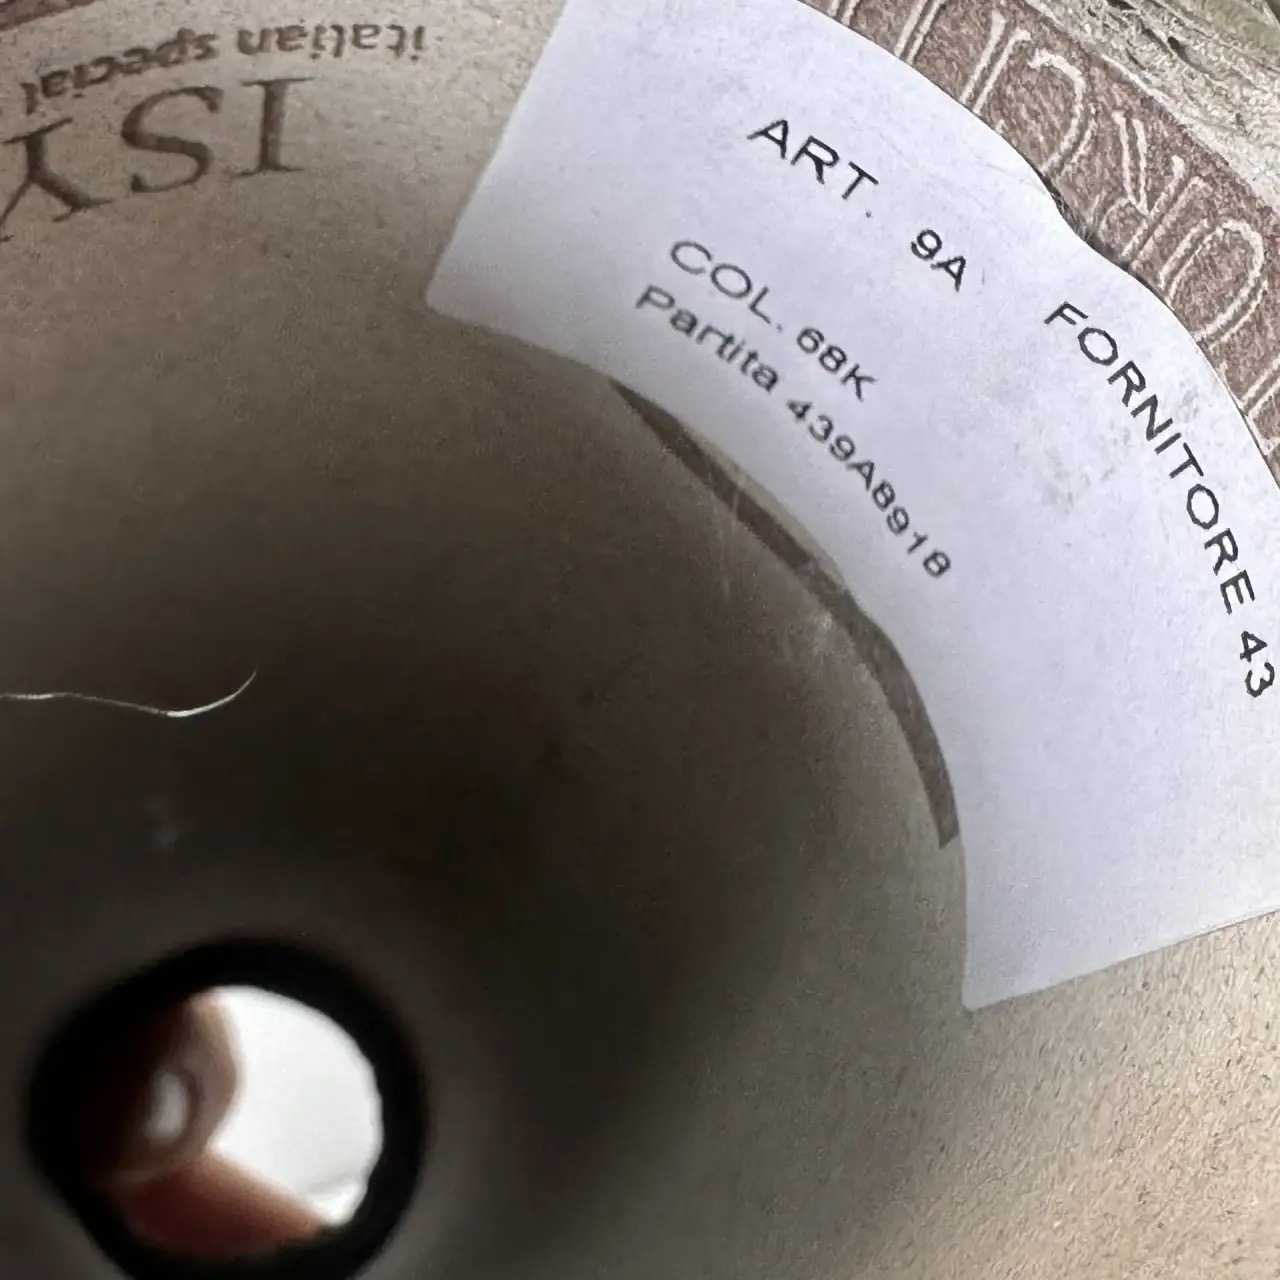 italian special
ISY
ART. 9A FORNITORE 43
COL. 68K
Partita 439A8918